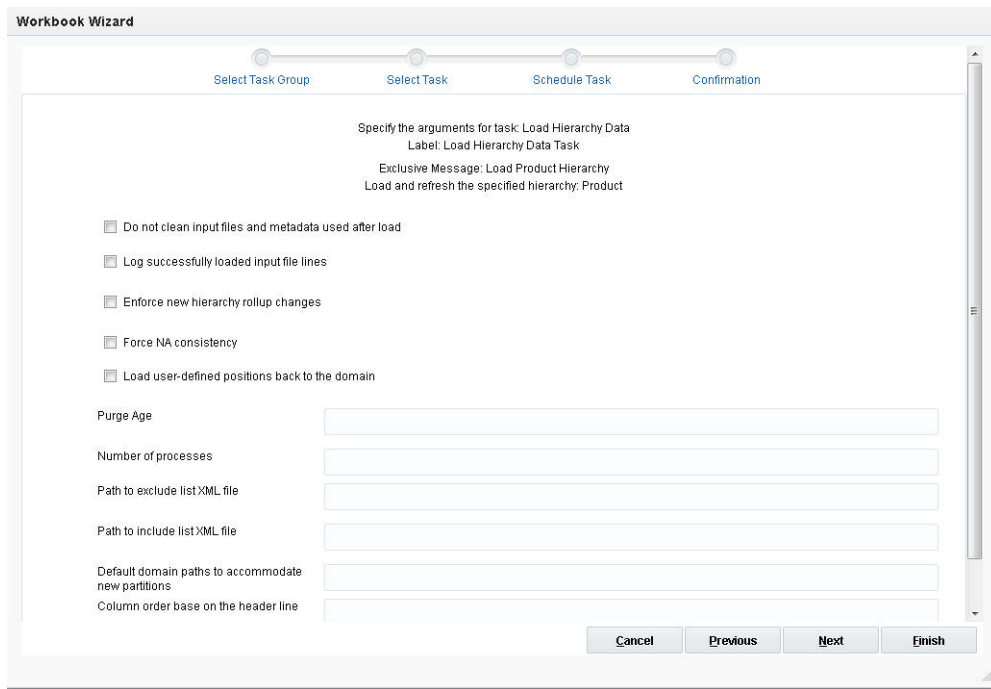 Workbook Wizard
Select Task Group
Select Task
Schedule Task
Confirmation
Specify the arguments for task: Load Hierarchy Data
Label: Load Hierarchy Data Task
Exclusive Message: Load Product Hierarchy
Load and refresh the specified hierarchy: Product
Do not clean input files and metadata used after load
Log successfully loaded input file lines
Enforce new hierarchy rollup changes
Force NA consistency
Load user-defined positions back to the domain
Purge Age
Number of processes
Path to exclude list XML file
Path to include list XML file
Default domain paths to accommodate
new partitions
Column order base on the header line
Cancel
Previous
Next
Finish